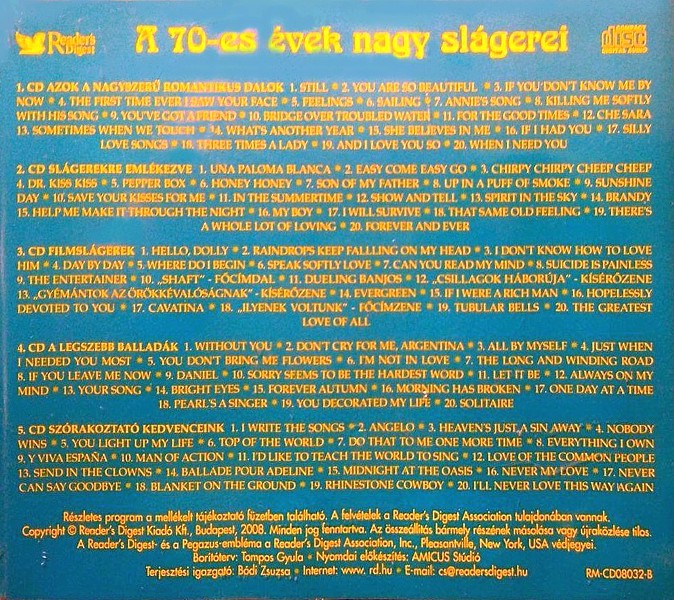 Reader's Digest
A 70-es évek nagy slágerei
COMPACT disc DIGITAL AUDIO
1. CD AZOK A NAGYSZERŰ ROMANTIKUS DALOK 1. STILL * 2. YOU ARE SO BEAUTIFUL * 3. IF YOU DON'T KNOW ME BY
NOW * 4. THE FIRST TIME EVER I SAW YOUR FACE * 5. FEELINGS * 6. SAILING * 7. ANNIE'S SONG * 8. KILLING ME SOFTLY
WITH HIS SONG * 9. YOU'VE GOT A FRIEND * 10. BRIDGE OVER TROUBLED WATER * 11. FOR THE GOOD TIMES * 12. CHE SARA
13. SOMETIMES WHEN WE TOUCH * 14. WHAT'S ANOTHER YEAR * 15. SHE BELIEVES IN ME * 16. IF I HAD YOU * 17. SILLY
LOVE SONGS * 18. THREE TIMES A LADY * 19. AND I LOVE YOU SO * 20. WHEN I NEED YOU
2. CD SLÁGEREKRE EMLÉKEZVE 1. UNA PALOMA BLANCA * 2. EASY COME EASY GO * 3. CHIRPY CHIRPY CHEEP CHEEP
4. DR. KISS KISS * 5. PEPPER BOX * 6. HONEY HONEY * 7. SON OF MY FATHER * 8. UP IN A PUFF OF SMOKE * 9. SUNSHINE
DAY * 10. SAVE YOUR KISSES FOR ME * 11. IN THE SUMMERTIME * 12. SHOW AND TELL * 13. SPIRIT IN THE SKY * 14. BRANDY
15. HELP ME MAKE IT THROUGH THE NIGHT * 16. MY BOY * 17. I WILL SURVIVE * 18. THAT SAME OLD FEELING * 19. THERE'S
A WHOLE LOT OF LOVING * 20. FOREVER AND EVER
3. CD FILMSLÁGEREK 1. HELLO, DOLLY * 2. RAINDROPS KEEP FALLLING ON MY HEAD * 3. I DON'T KNOW HOW TO LOVE
HIM * 4. DAY BY DAY * 5. WHERE DO I BEGIN * 6. SPEAK SOFTLY LOVE * 7. CAN YOU READ MY MIND * 8. SUICIDE IS PAINLESS
9. THE ENTERTAINER * 10. „SHAFT" - FŐCÍMDAL * 11. DUELING BANJOS * 12. „CSILLAGOK HÁBORÚJA" - KÍSÉRŐZENE
13. „GYÉMÁNTOK AZ ÖRÖKKÉVALÓSÁGNAK" - KÍSÉRŐZENE * 14. EVERGREEN * 15. IF I WERE A RICH MAN * 16. HOPELESSLY
DEVOTED TO YOU * 17. CAVATINA * 18. „ILYENEK VOLTUNK" - FŐCÍMZENE * 19. TUBULAR BELLS * 20. THE GREATEST
LOVE OF ALL
4. CD A LEGSZEBB BALLADÁK 1. WITHOUT YOU * 2. DON'T CRY FOR ME, ARGENTINA * 3. ALL BY MYSELF * 4. JUST WHEN
I NEEDED YOU MOST * 5. YOU DON'T BRING ME FLOWERS * 6. I'M NOT IN LOVE * 7. THE LONG AND WINDING ROAD
8. IF YOU LEAVE ME NOW * 9. DANIEL * 10. SORRY SEEMS TO BE THE HARDEST WORD * 11. LET IT BE * 12. ALWAYS ON MY
MIND * 13. YOUR SONG * 14. BRIGHT EYES * 15. FOREVER AUTUMN * 16. MORNING HAS BROKEN * 17. ONE DAY AT A TIME
18. PEARL'S A SINGER * 19. YOU DECORATED MY LIFE * 20. SOLITAIRE
5. CD SZÓRAKOZTATÓ KEDVENCEINK 1. I WRITE THE SONGS * 2. ANGELO * 3. HEAVEN'S JUST A SIN AWAY * 4. NOBODY
WINS * 5. YOU LIGHT UP MY LIFE * 6. TOP OF THE WORLD * 7. DO THAT TO ME ONE MORE TIME * 8. EVERYTHING I OWN
9. Y VIVA ESPAÑA * 10. MAN OF ACTION * 11. I'D LIKE TO TEACH THE WORLD TO SING * 12. LOVE OF THE COMMON PEOPLE
13. SEND IN THE CLOWNS * 14. BALLADE POUR ADELINE * 15. MIDNIGHT AT THE OASIS * 16. NEVER MY LOVE * 17. NEVER
CAN SAY GOODBYE * 18. BLANKET ON THE GROUND * 19. RHINESTONE COWBOY * 20. I'LL NEVER LOVE THIS WAY AGAIN
Részletes program a mellékelt tájékoztató füzetben található. A felvételek a Reader's Digest Association tulajdonában vannak.
Copyright © Reader's Digest Kiadó Kft., Budapest, 2008. Minden jog fenntartva. Az összeállítás bármely részének másolása vagy újraközlése tilos.
A Reader's Digest- és a Pegazus-embléma a Reader's Digest Association, Inc., Pleasantville, New York, USA védjegyei.
Borítóterv: Tampos Gyula * Nyomdai előkészítés: AMICUS Stúdió
Terjesztési igazgató: Bódi Zsuzsa * Internet: www. rd.hu * E-mail: cs@readersdigest.hu
RM-CD08032-B